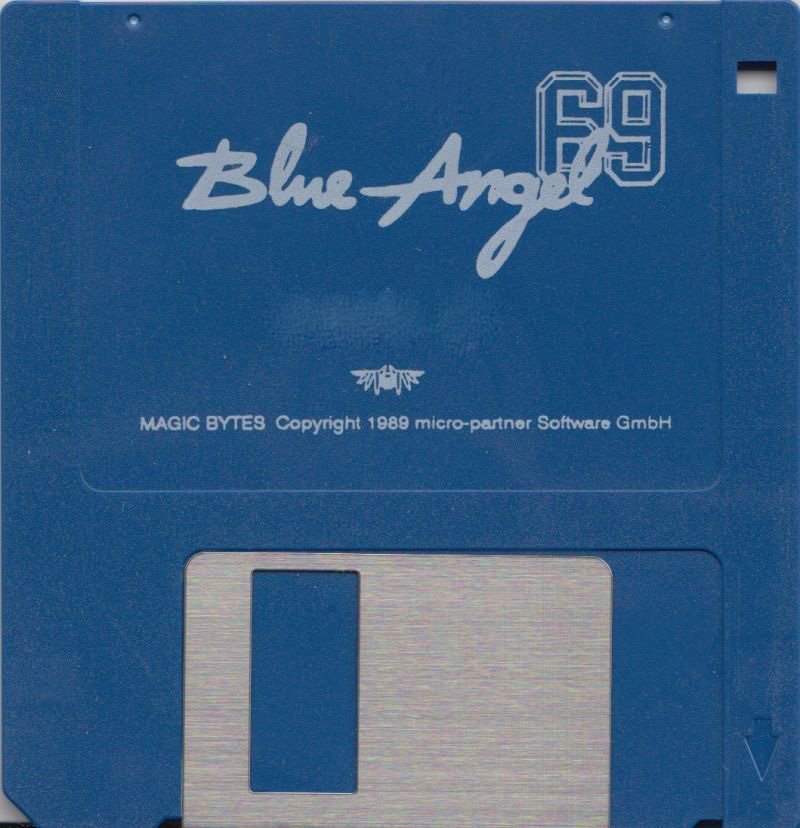 69
Blue Angel
MAGIC BYTES Copyright 1989 micro-partner Software GmbH